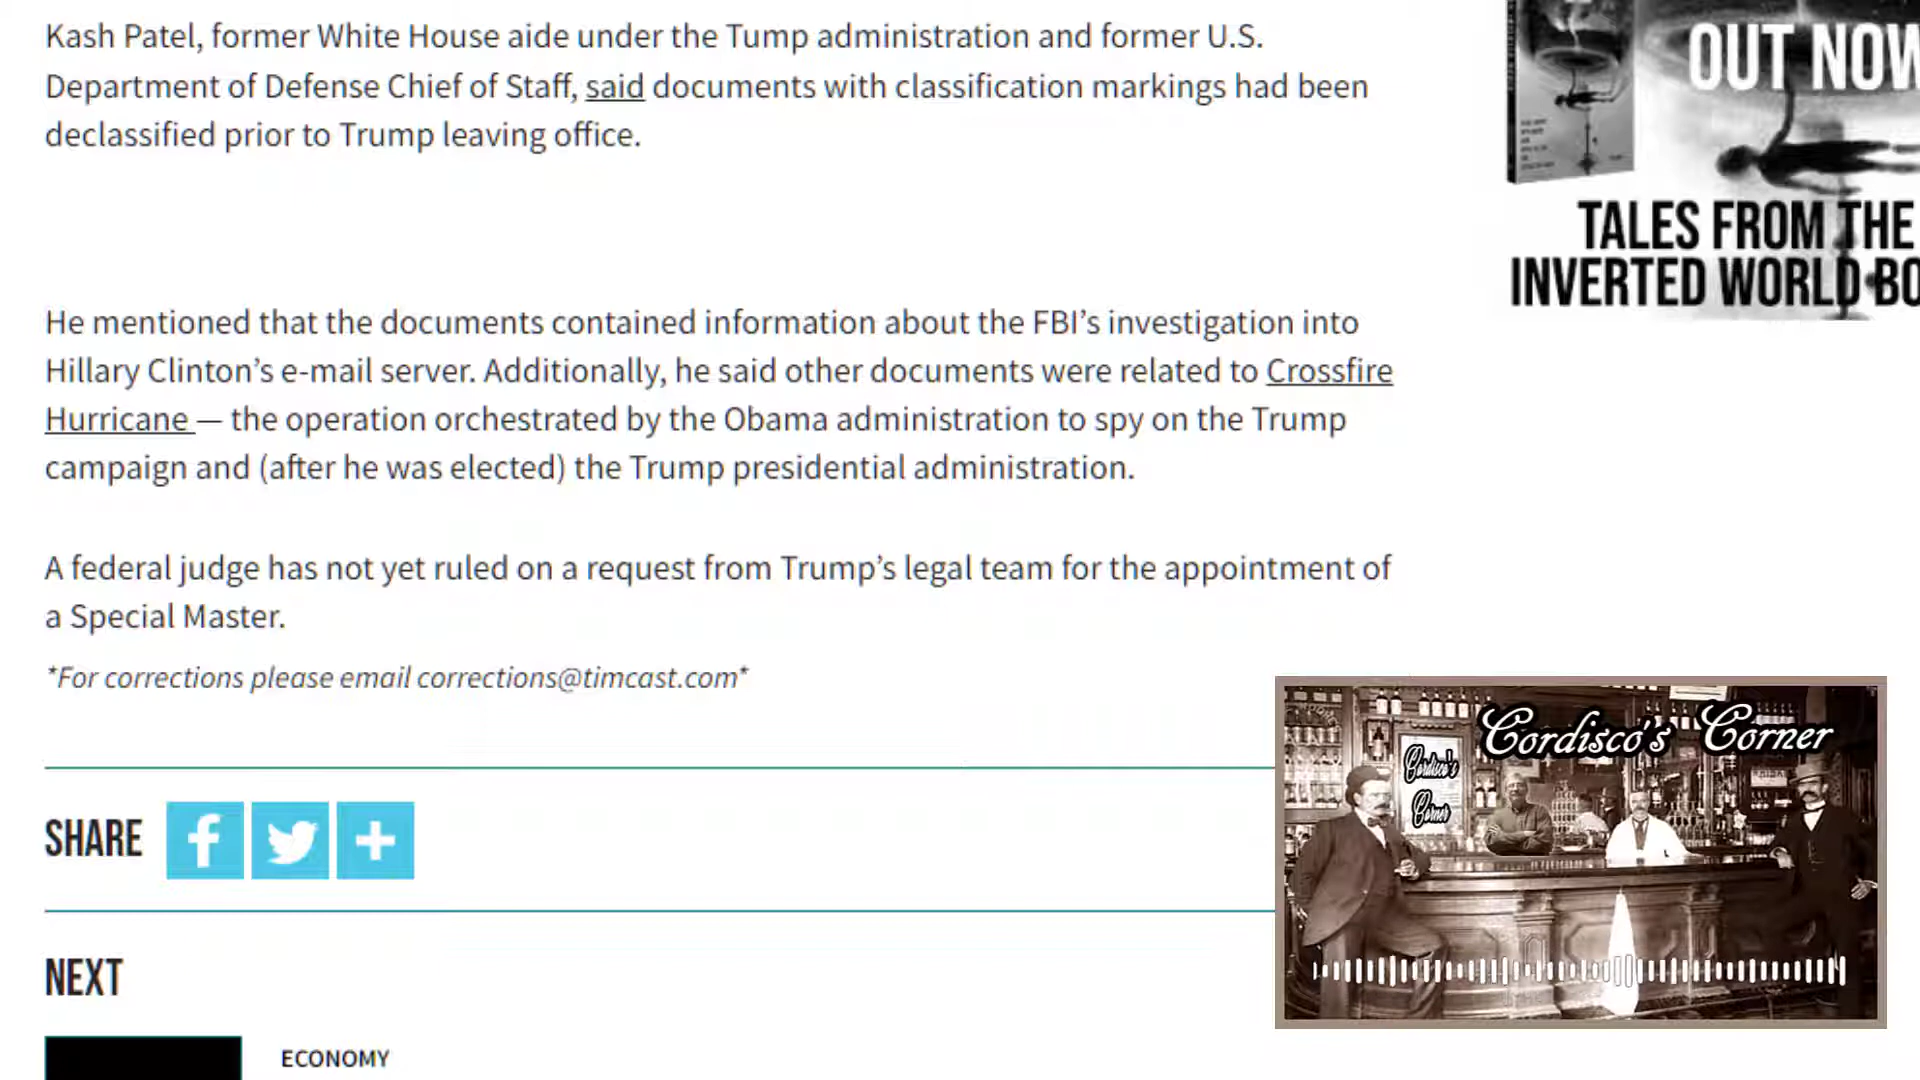 Kash Patel, former White House aide under the Tump administration and former U.S.
Department of Defense Chief of Staff, said documents with classification markings had been
declassified prior to Trump leaving office.
He mentioned that the documents contained information about the FBI’s investigation into
Hillary Clinton’s e-mail server. Additionally, he said other documents were related to Crossfire
Hurricane — the operation orchestrated by the Obama administration to spy on the Trump
campaign and (after he was elected) the Trump presidential administration.
A federal judge has not yet ruled on a request from Trump’s legal team for the appointment of
a Special Master.
*For corrections please email corrections@timcast.com*
SHARE
NEXT
ECONOMY
OUT NOW
TALES FROM THE
INVERTED WORLD BO
Cordisco's Corner
Cordisco's
Corner